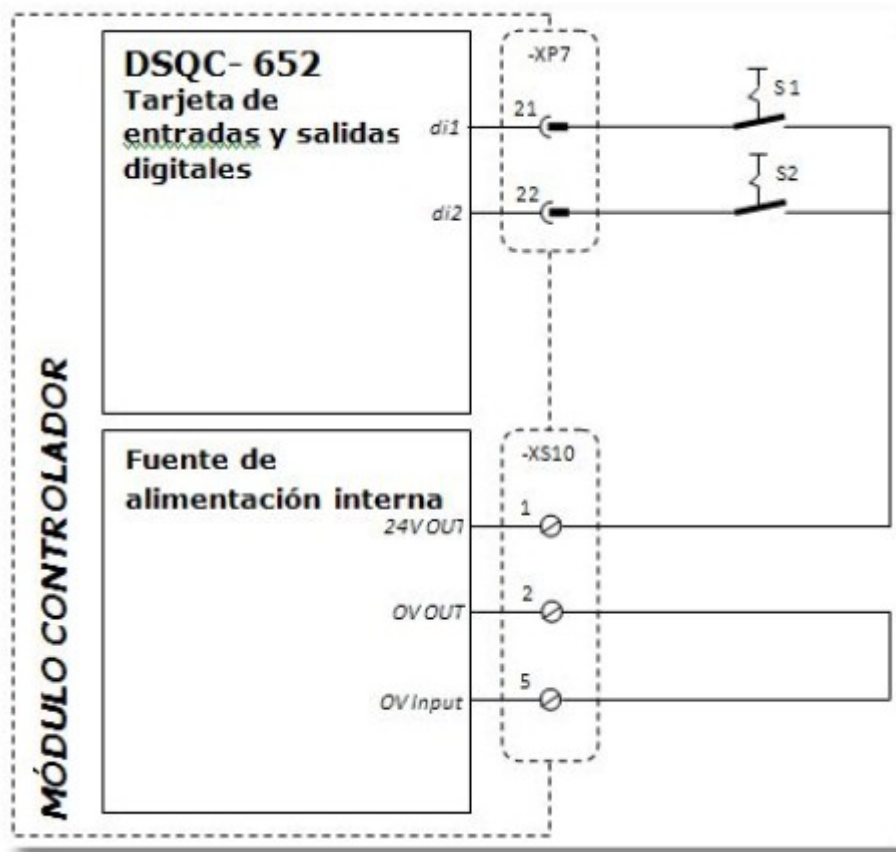 DSQC- 652
Tarjeta de
entradas y salidas
digitales
di1
di2
-XP7
21
22
S1
S2
MÓDULO CONTROLADOR
Fuente de
alimentación interna
24V OUT
0V OUT
0V Input
-XS10
1
2
5